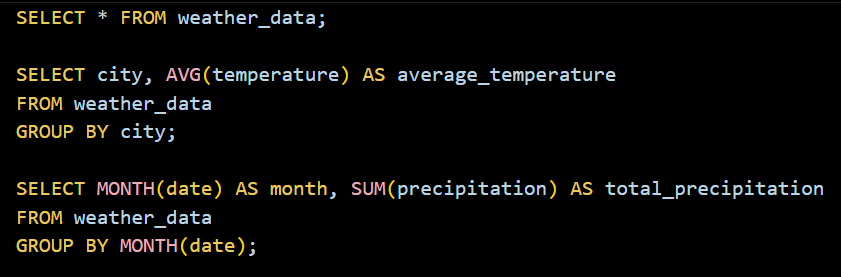 SELECT * FROM weather_data;
SELECT city, AVG(temperature) AS average_temperature
FROM weather_data
GROUP BY city;
SELECT MONTH(date) AS month, SUM(precipitation) AS total_precipitation
FROM weather_data
GROUP BY MONTH(date);